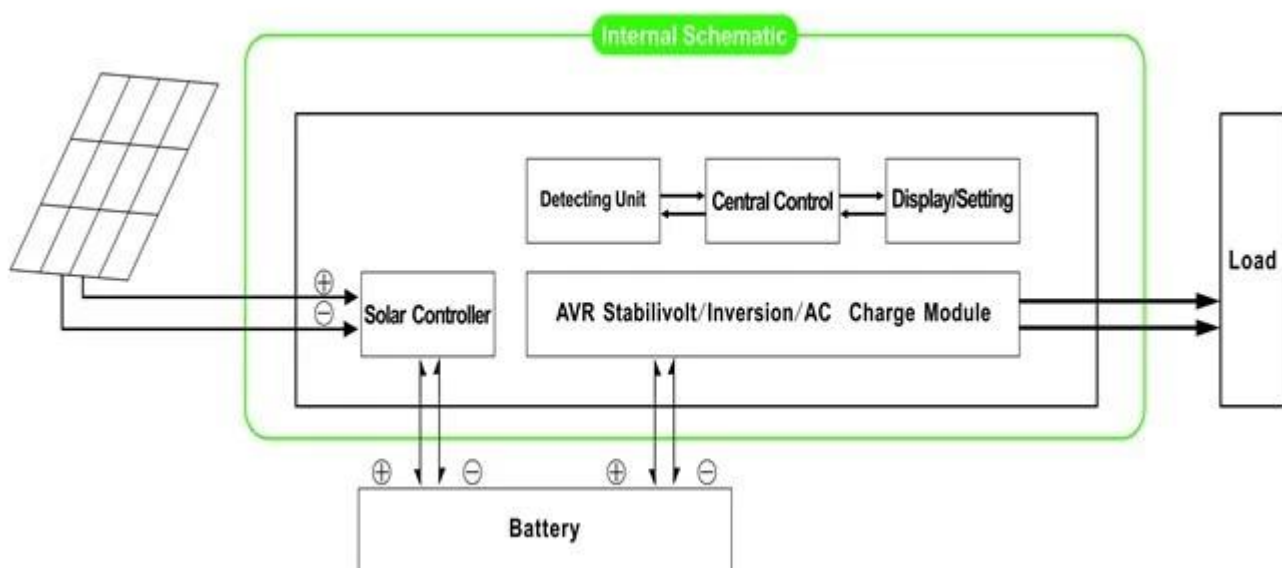 Internal Schematic
Detecting Unit
Central Control
Display/Setting
Load
⊕
⊖
Solar Controller
AVR Stabilivolt/Inversion/AC Charge Module
⊕ ⊖ ⊕ ⊖
Battery